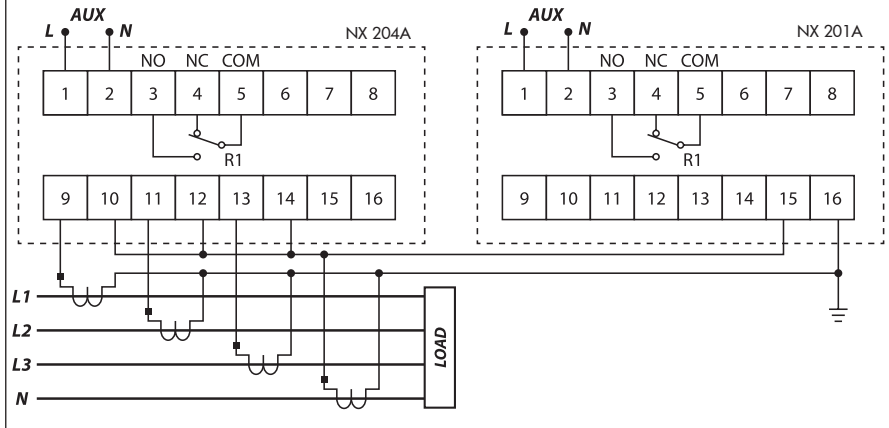 AUX
L N
NX 204A
NO NC COM
1 2 3 4 5 6 7 8
R1
9 10 11 12 13 14 15 16
AUX
L N
NX 201A
NO NC COM
1 2 3 4 5 6 7 8
R1
9 10 11 12 13 14 15 16
L1
L2
L3
N
LOAD